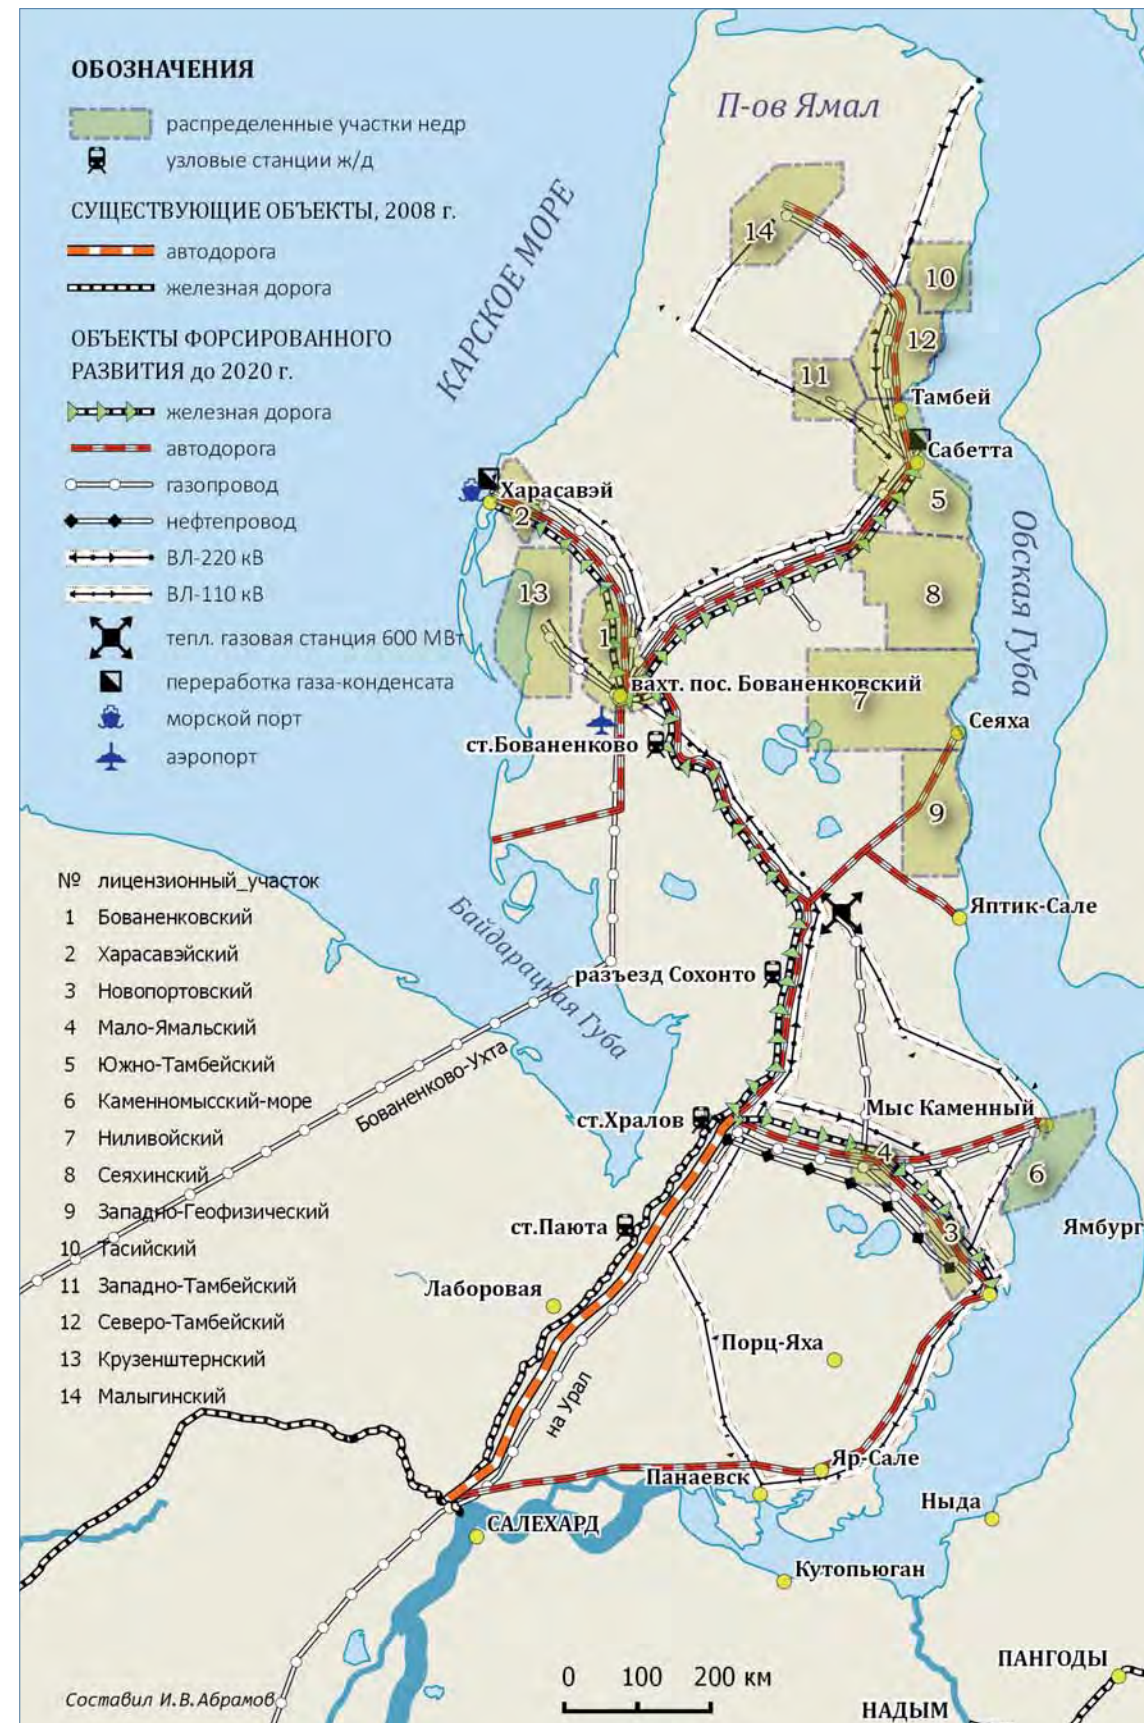 ОБОЗНАЧЕНИЯ
распределенные участки недр
узловые станции ж/д
СУЩЕСТВУЮЩИЕ ОБЪЕКТЫ, 2008 г.
автодорога
железная дорога
ОБЪЕКТЫ ФОРСИРОВАННОГО
РАЗВИТИЯ до 2020 г.
железная дорога
автодорога
газопровод
нефтепровод
ВЛ-220 кВ
ВЛ-110 кВ
тепл. газовая станция 600 МВт
переработка газа-конденсата
морской порт
аэропорт
№ лицензионный_участок
1 Бованенковский
2 Харасавэйский
3 Новопортовский
4 Мало-Ямальский
5 Южно-Тамбейский
6 Каменномысский-море
7 Ниливойский
8 Сеяхинский
9 Западно-Геофизический
10 Тасийский
11 Западно-Тамбейский
12 Северо-Тамбейский
13 Крузенштернский
14 Малыгинский
П-ов Ямал
КАРСКОЕ МОРЕ
14
10
12
11
Тамбей
Сабетта
Харасавэй
5
2
Обская Губа
13
8
1
вахт. пос. Бованенковский
7
Сеяха
ст.Бованенково
9
Яптик-Сале
Байдарацкая Губа
разъезд Сохонто
Бованенково-Ухта
Мыс Каменный
ст.Хралов
4
6
ст.Паюта
3
Ямбург
Лаборовая
Порц-Яха
на Урал
Яр-Сале
Панаевск
Ныда
САЛЕХАРД
Кутопьюган
ПАНГОДЫ
0 100 200 км
НАДЫМ
Составил И.В.Абрамов